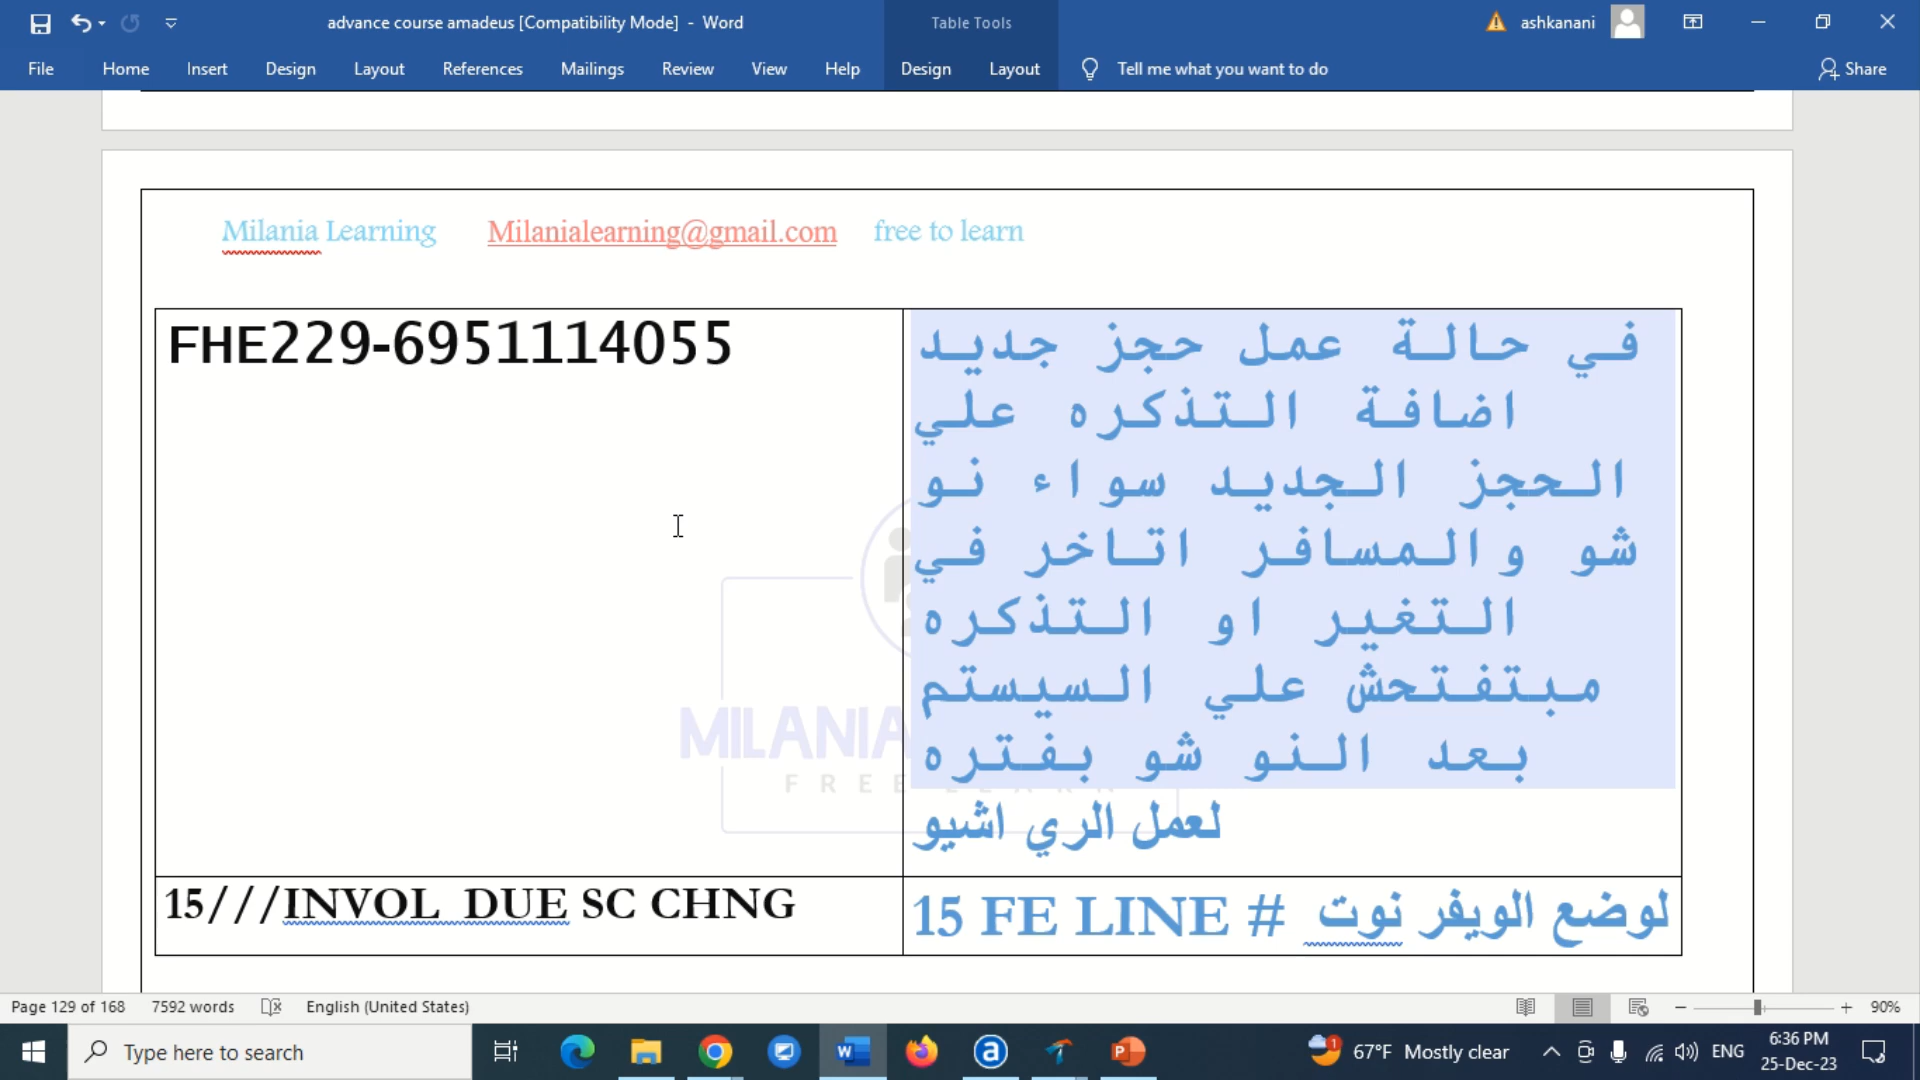 advance course amadeus [Compatibility Mode] - Word
Table Tools
ashkanani
File Home Insert Design Layout References Mailings Review View Help Design Layout Tell me what you want to do Share
Milania Learning Milanialearning@gmail.com free to learn
FHE229-6951114055
في حالة عمل حجز جديد
اضافة التذكره علي
الحجز الجديد سواء نو
شو والمسافر اتاخر في
التغير او التذكره
مبتفتحش علي السيستم
بعد النو شو بفتره
لعمل الري اشيو
MILANIA
FREE LEARN
15///INVOL DUE SC CHNG
15 FE LINE # لوضع الويفر نوت
Page 129 of 168 7592 words English (United States) 90%
Type here to search
67°F Mostly clear
ENG
6:36 PM
25-Dec-23